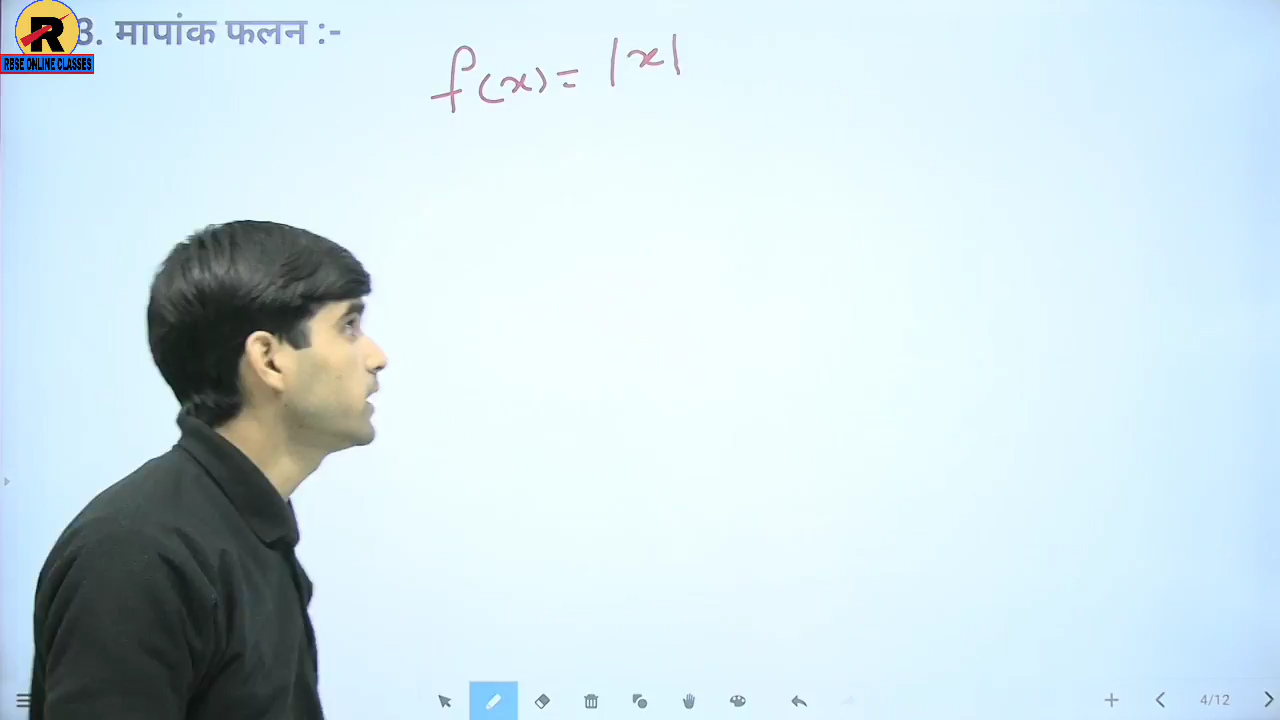 R
RBSE ONLINE CLASSES
3. मापांक फलन :-
f(x) = |x|
4/12